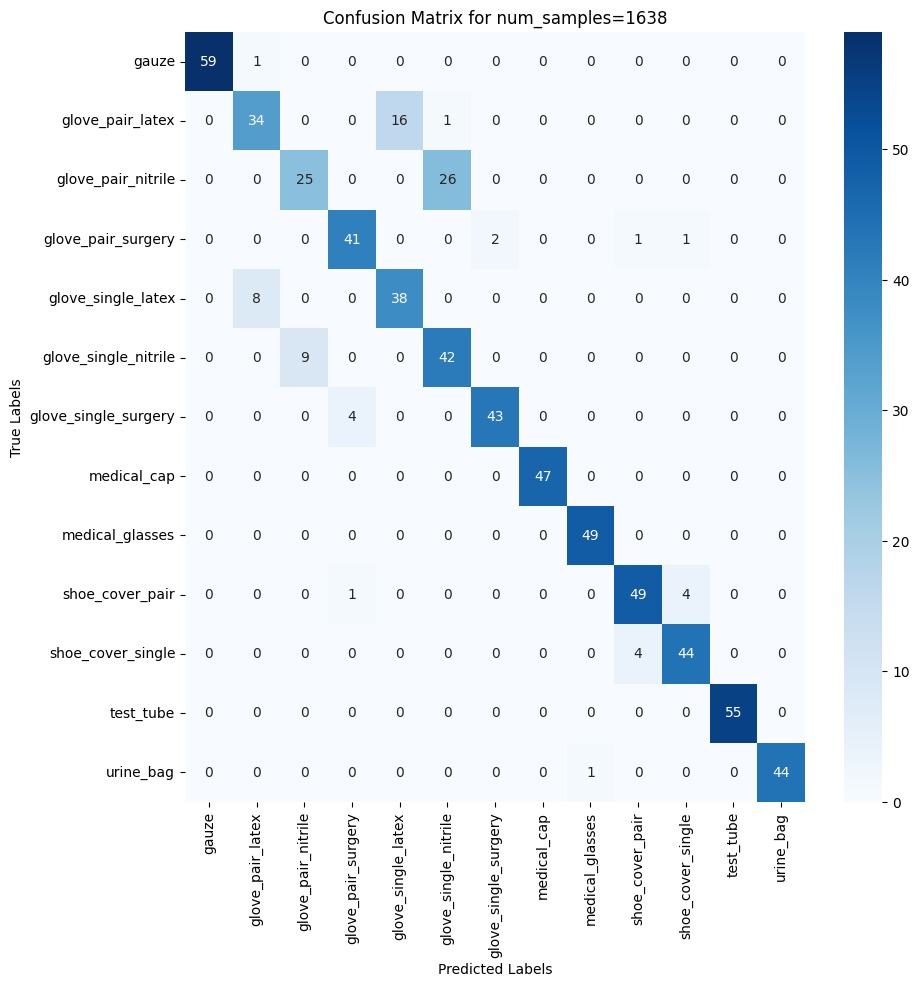 Confusion Matrix for num_samples=1638
True Labels
gauze 59 1 0 0 0 0 0 0 0 0 0 0 0
glove_pair_latex 0 34 0 0 16 1 0 0 0 0 0 0 0
glove_pair_nitrile 0 0 25 0 0 26 0 0 0 0 0 0 0
glove_pair_surgery 0 0 0 41 0 0 2 0 0 1 1 0 0
glove_single_latex 0 8 0 0 38 0 0 0 0 0 0 0 0
glove_single_nitrile 0 0 9 0 0 42 0 0 0 0 0 0 0
glove_single_surgery 0 0 0 4 0 0 43 0 0 0 0 0 0
medical_cap 0 0 0 0 0 0 0 47 0 0 0 0 0
medical_glasses 0 0 0 0 0 0 0 0 49 0 0 0 0
shoe_cover_pair 0 0 0 1 0 0 0 0 0 49 4 0 0
shoe_cover_single 0 0 0 0 0 0 0 0 0 4 44 0 0
test_tube 0 0 0 0 0 0 0 0 0 0 0 55 0
urine_bag 0 0 0 0 0 0 0 0 1 0 0 0 44
gauze
glove_pair_latex
glove_pair_nitrile
glove_pair_surgery
glove_single_latex
glove_single_nitrile
glove_single_surgery
medical_cap
medical_glasses
shoe_cover_pair
shoe_cover_single
test_tube
urine_bag
Predicted Labels
50
40
30
20
10
0